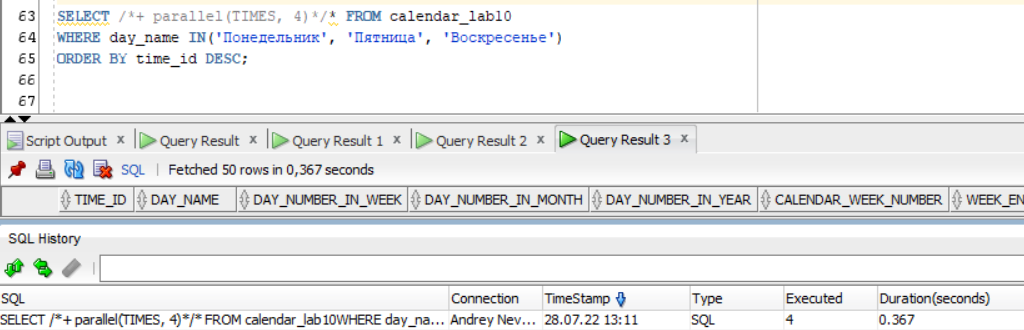 63 SELECT /*+ parallel(TIMES, 4)*/* FROM calendar_lab10
64 WHERE day_name IN('Понедельник', 'Пятница', 'Воскресенье')
65 ORDER BY time_id DESC;
66
67
Script Output x Query Result x Query Result 1 x Query Result 2 x Query Result 3 x
SQL | Fetched 50 rows in 0,367 seconds
TIME_ID DAY_NAME DAY_NUMBER_IN_WEEK DAY_NUMBER_IN_MONTH DAY_NUMBER_IN_YEAR CALENDAR_WEEK_NUMBER WEEK_EN
SQL History
SQL Connection TimeStamp Type Executed Duration(seconds)
SELECT /*+ parallel(TIMES, 4)*/* FROM calendar_lab10WHERE day_na... Andrey Nev... 28.07.22 13:11 SQL 4 0.367